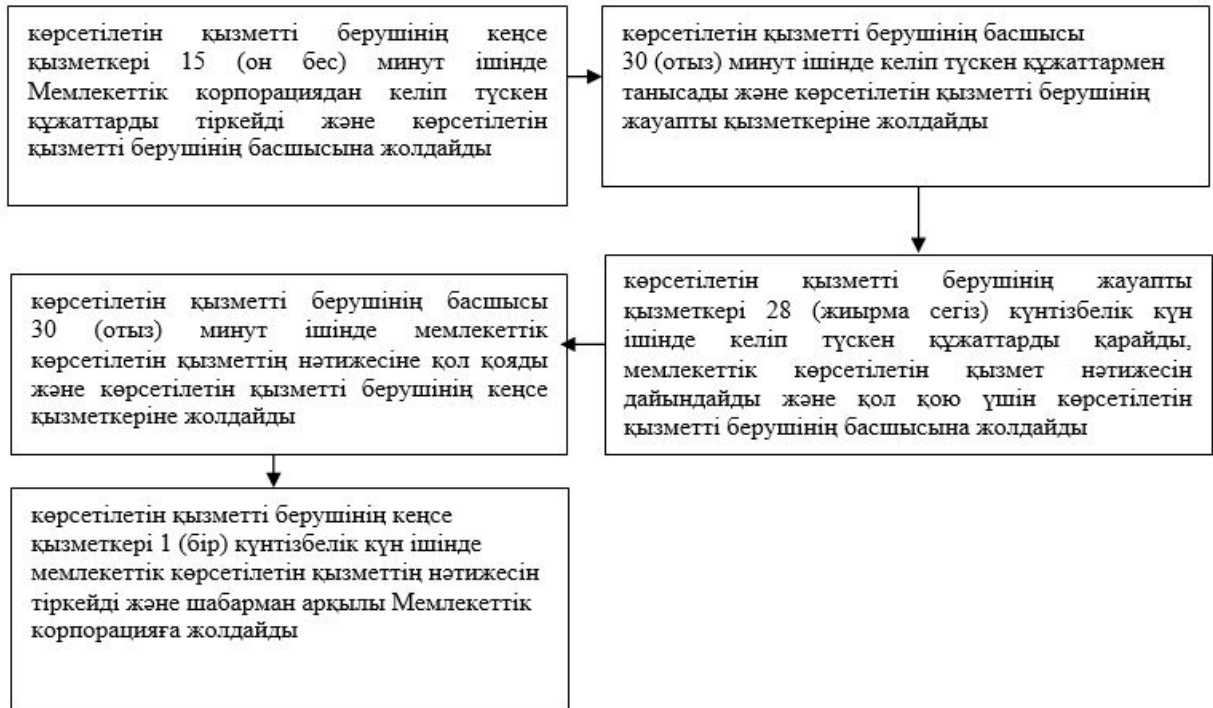 көрсетілетін қызметті берушінің кеңсе
қызметкері 15 (он бес) минут ішінде
Мемлекеттік корпорациядан келіп түскен
құжаттарды тіркейді және көрсетілетін
қызметті берушінің басшысына жолдайды
көрсетілетін қызметті берушінің басшысы
30 (отыз) минут ішінде келіп түскен құжаттармен
танысады және көрсетілетін қызметті берушінің
жауапты қызметкеріне жолдайды
көрсетілетін қызметті берушінің жауапты
қызметкері 28 (жиырма сегіз) күнтізбелік күн
ішінде келіп түскен құжаттарды қарайды,
мемлекеттік көрсетілетін қызмет нәтижесін
дайындайды және қол қою үшін көрсетілетін
қызметті берушінің басшысына жолдайды
көрсетілетін қызметті берушінің басшысы
30 (отыз) минут ішінде мемлекеттік
көрсетілетін қызметтің нәтижесіне қол қояды
және көрсетілетін қызметті берушінің кеңсе
қызметкеріне жолдайды
көрсетілетін қызметті берушінің кеңсе
қызметкері 1 (бір) күнтізбелік күн ішінде
мемлекеттік көрсетілетін қызметтің нәтижесін
тіркейді және шабарман арқылы Мемлекеттік
корпорацияға жолдайды